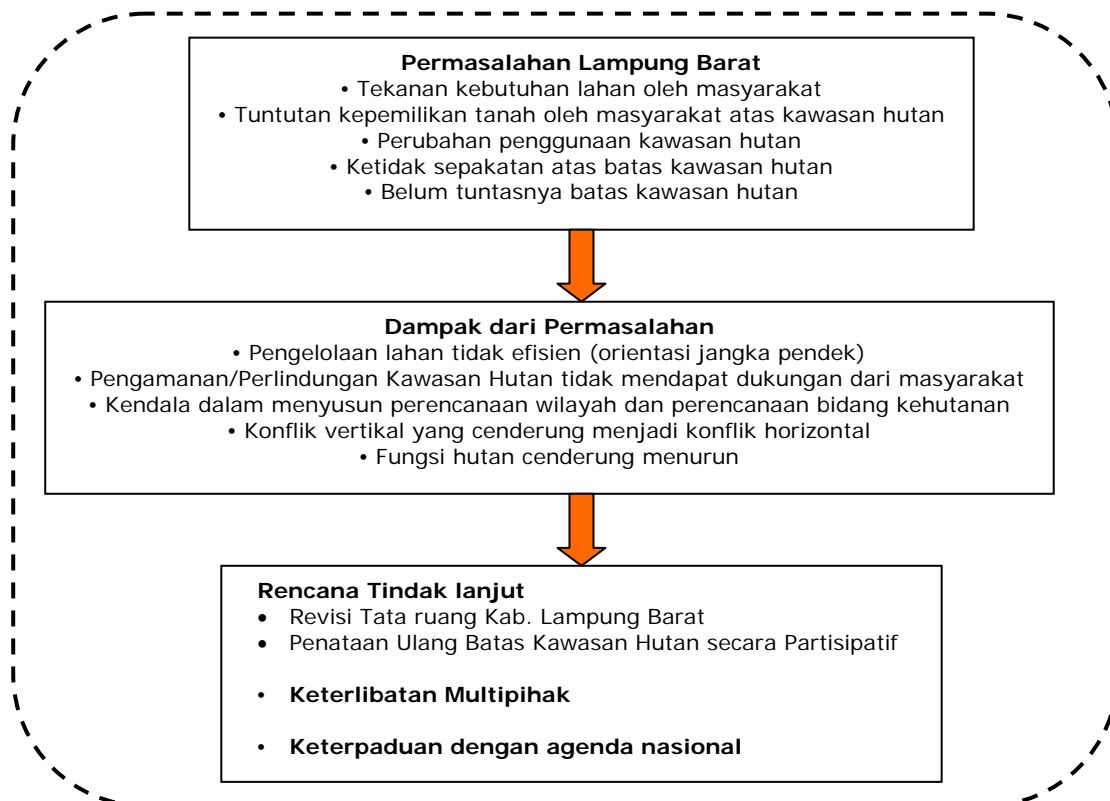 Permasalahan Lampung Barat
• Tekanan kebutuhan lahan oleh masyarakat
• Tuntutan kepemilikan tanah oleh masyarakat atas kawasan hutan
• Perubahan penggunaan kawasan hutan
• Ketidak sepakatan atas batas kawasan hutan
• Belum tuntasnya batas kawasan hutan
Dampak dari Permasalahan
• Pengelolaan lahan tidak efisien (orientasi jangka pendek)
• Pengamanan/Perlindungan Kawasan Hutan tidak mendapat dukungan dari masyarakat
• Kendala dalam menyusun perencanaan wilayah dan perencanaan bidang kehutanan
• Konflik vertikal yang cenderung menjadi konflik horizontal
• Fungsi hutan cenderung menurun
Rencana Tindak lanjut
• Revisi Tata ruang Kab. Lampung Barat
• Penataan Ulang Batas Kawasan Hutan secara Partisipatif
• Keterlibatan Multipihak
• Keterpaduan dengan agenda nasional